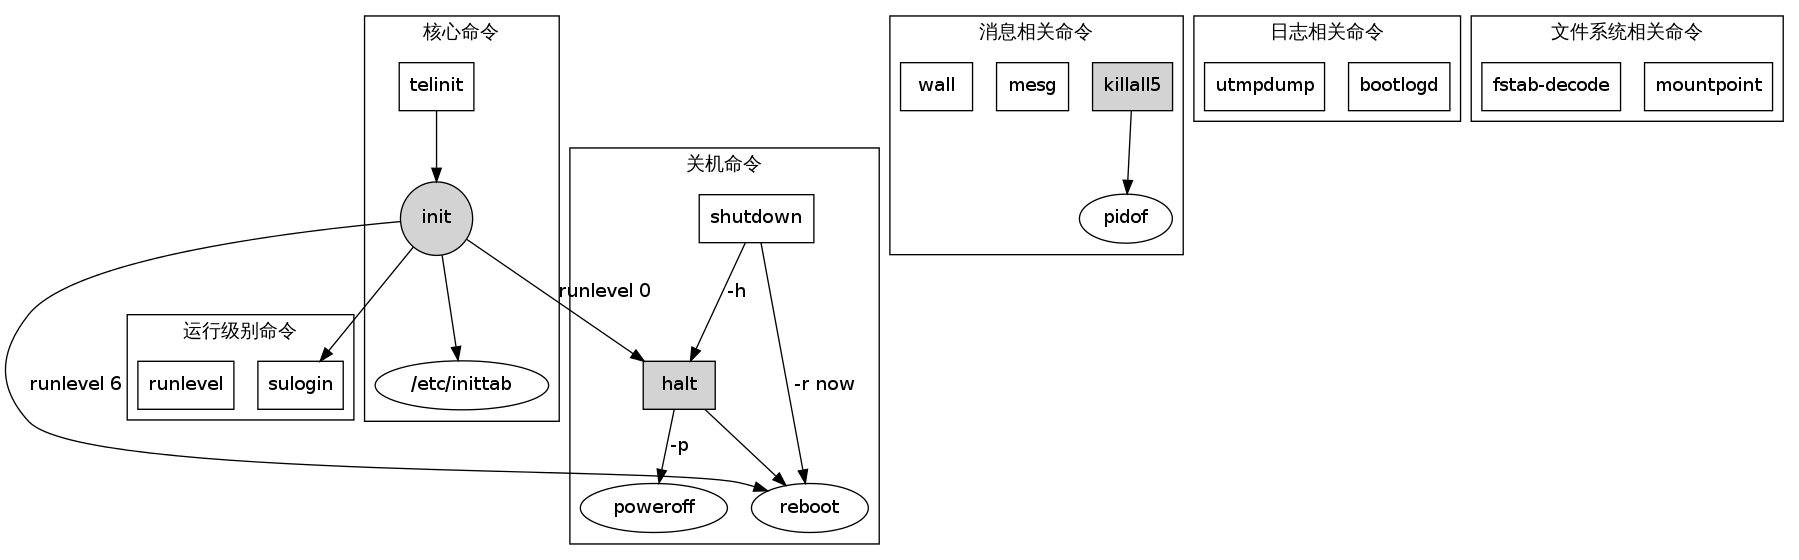 核心命令
telinit
init
/etc/inittab
runlevel 6
运行级别命令
runlevel
sulogin
runlevel 0
关机命令
shutdown
-h
-r now
halt
-p
poweroff
reboot
消息相关命令
wall
mesg
killall5
pidof
日志相关命令
utmpdump
bootlogd
文件系统相关命令
fstab-decode
mountpoint